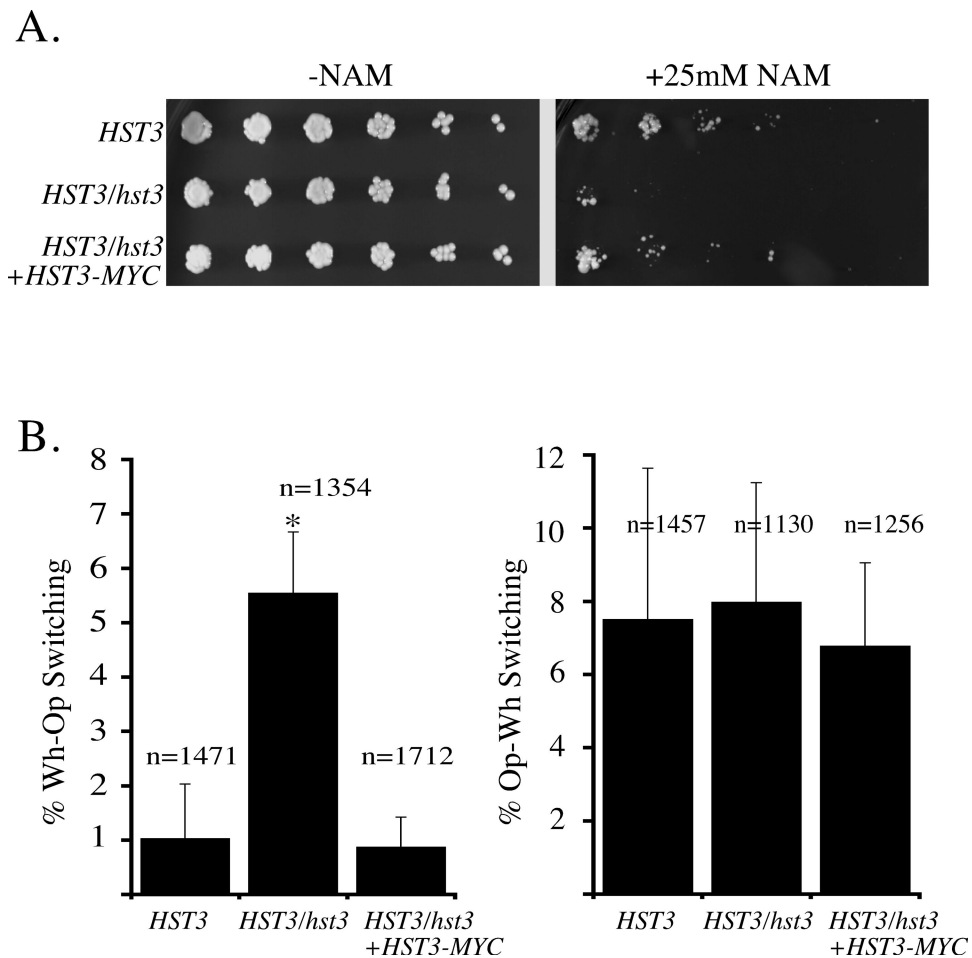 A.
-NAM
+25mM NAM
HST3
HST3/hst3
HST3/hst3
+HST3-MYC
B.
% Wh-Op Switching
8
7
6
5
4
3
2
1
n=1471
n=1354
*
n=1712
HST3
HST3/hst3
HST3/hst3
+HST3-MYC
% Op-Wh Switching
12
10
8
6
4
2
n=1457
n=1130
n=1256
HST3
HST3/hst3
HST3/hst3
+HST3-MYC